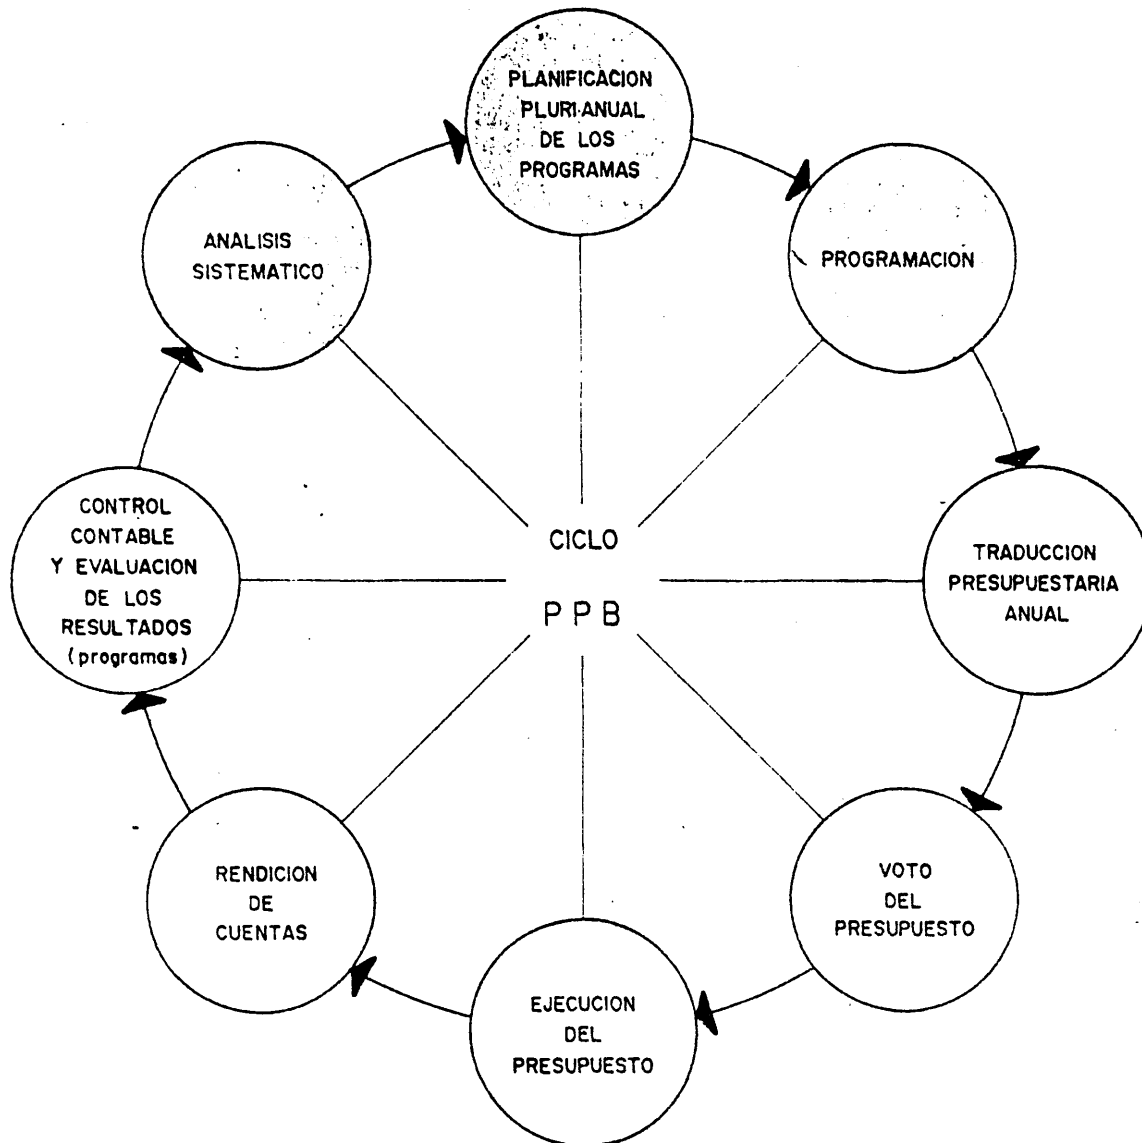 PLANIFICACION
PLURI-ANUAL
DE LOS
PROGRAMAS
PROGRAMACION
TRADUCCION
PRESUPUESTARIA
ANUAL
VOTO
DEL
PRESUPUESTO
EJECUCION
DEL
PRESUPUESTO
RENDICION
DE
CUENTAS
CONTROL
CONTABLE
Y EVALUACION
DE LOS
RESULTADOS
(programas)
ANALISIS
SISTEMATICO
CICLO
P P B